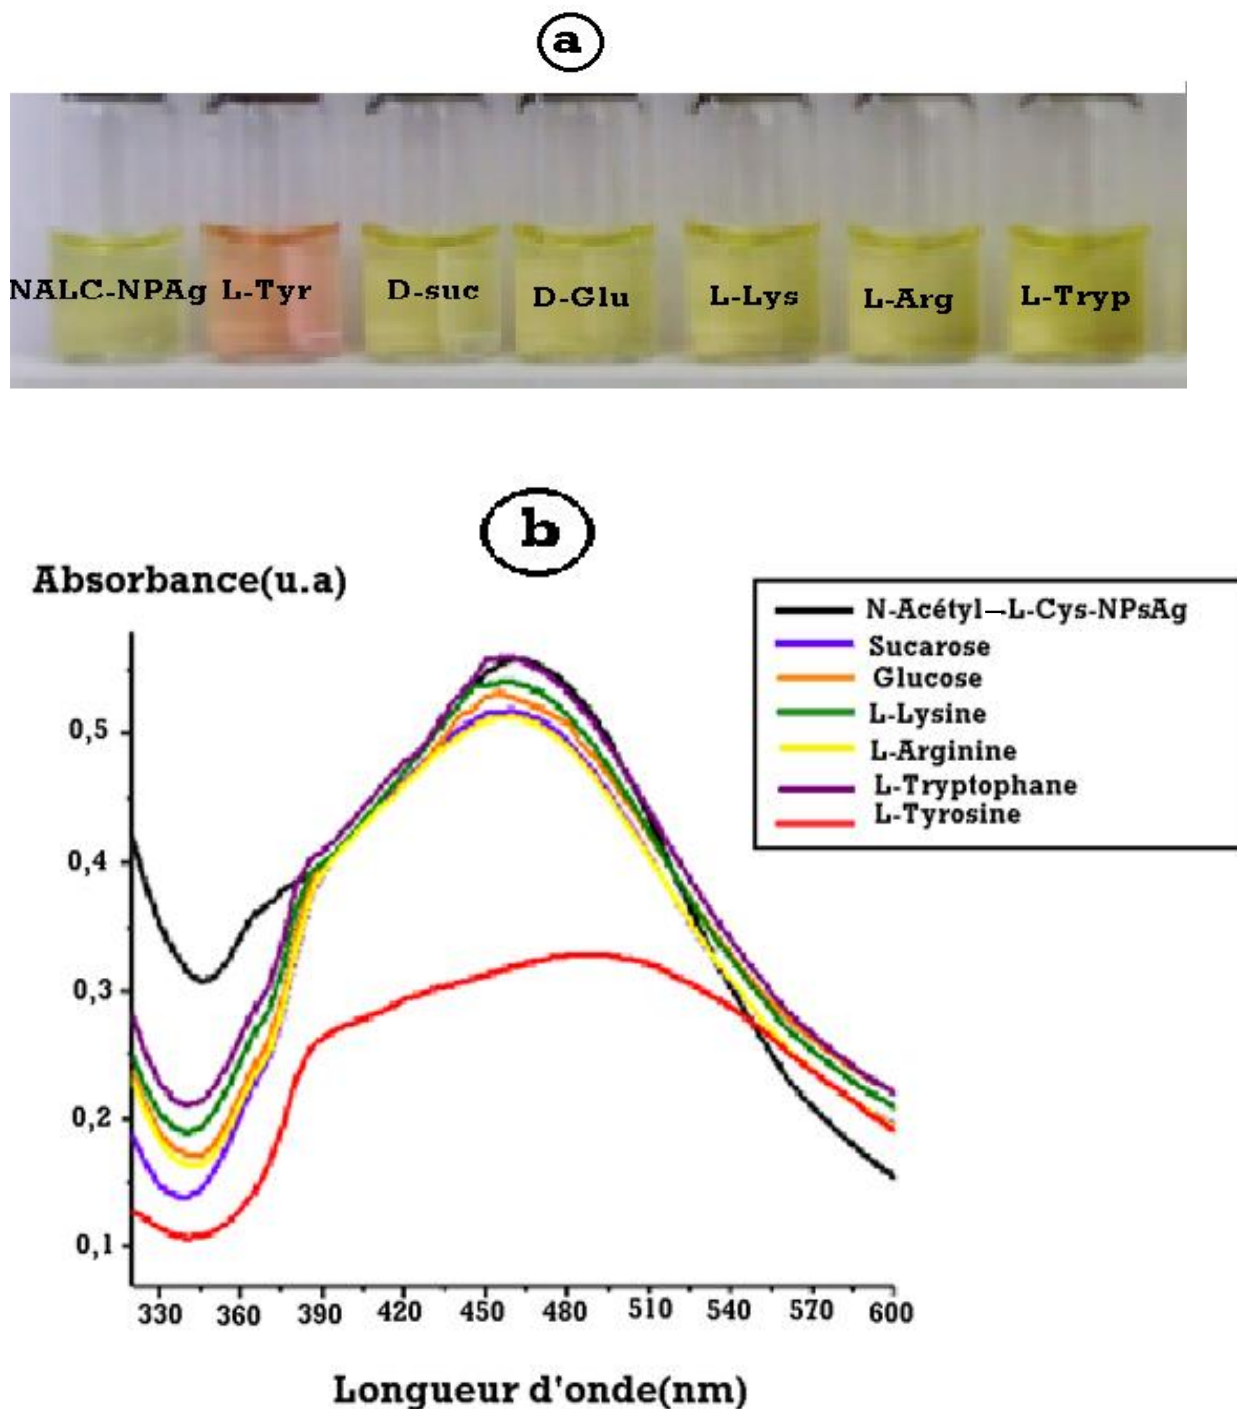 a
NALC-NPAg L-Tyr D-suc D-Glu L-Lys L-Arg L-Tryp
b
Absorbance(u.a)
N-Acétyl–L-Cys-NPsAg
Sucarose
Glucose
L-Lysine
L-Arginine
L-Tryptophane
L-Tyrosine
0,5
0,4
0,3
0,2
0,1
330 360 390 420 450 480 510 540 570 600
Longueur d'onde(nm)